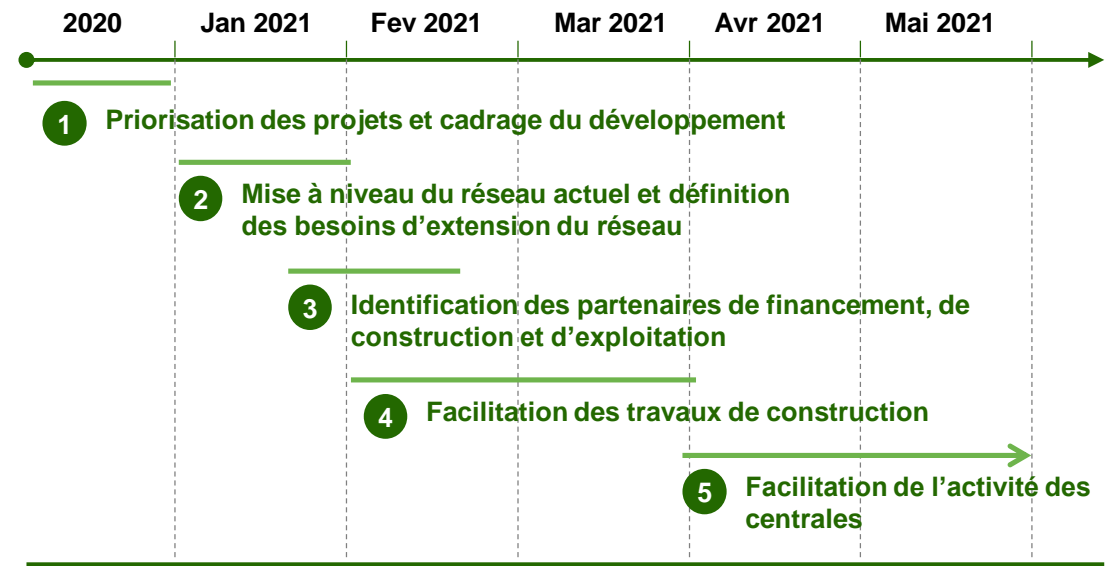 2020 Jan 2021 Fev 2021 Mar 2021 Avr 2021 Mai 2021
1 Priorisation des projets et cadrage du développement
2 Mise à niveau du réseau actuel et définition
des besoins d’extension du réseau
3 Identification des partenaires de financement, de
construction et d’exploitation
4 Facilitation des travaux de construction
5 Facilitation de l’activité des
centrales